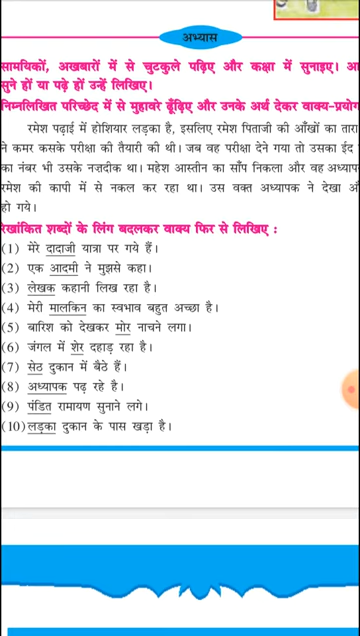 अभ्यास
सामयिकों, अखबारों में से चुटकुले पढ़िए और कक्षा में सुनाइए। आ
सुने हों या पढ़े हों उन्हें लिखिए।
निम्नलिखित परिच्छेद में से मुहावरे ढूँढ़िए और उनके अर्थ देकर वाक्य-प्रयोग
रमेश पढ़ाई में होशियार लड़का है, इसलिए रमेश पिताजी की आँखों का तारा
ने कमर कसके परीक्षा की तैयारी की थी। जब वह परीक्षा देने गया तो उसका ईद
का नंबर भी उसके नज़दीक था। महेश आस्तीन का साँप निकला और वह अध्याप
रमेश की कापी में से नकल कर रहा था। उस वक्त अध्यापक ने देखा अ
हो गये।
रेखांकित शब्दों के लिंग बदलकर वाक्य फिर से लिखिए :
(1) मेरे दादाजी यात्रा पर गये हैं।
(2) एक आदमी ने मुझसे कहा।
(3) लेखक कहानी लिख रहा है।
(4) मेरी मालकिन का स्वभाव बहुत अच्छा है।
(5) बारिश को देखकर मोर नाचने लगा।
(6) जंगल में शेर दहाड़ रहा है।
(7) सेठ दुकान में बैठे हैं।
(8) अध्यापक पढ़ रहे है।
(9) पंडित रामायण सुनाने लगे।
(10) लड़का दुकान के पास खड़ा है।